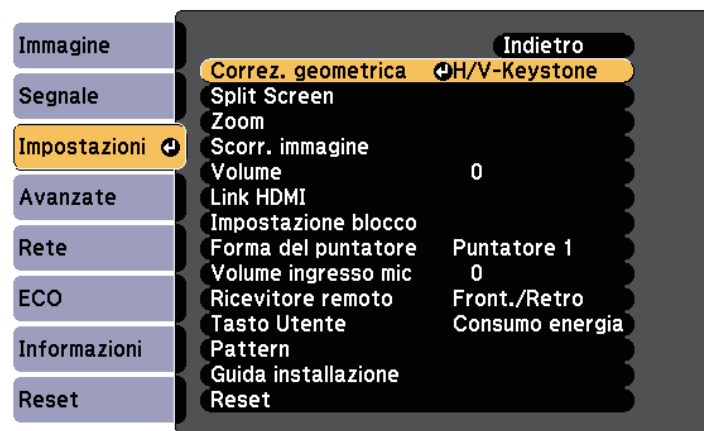 Immagine
Segnale
Impostazioni
Avanzate
Rete
ECO
Informazioni
Reset
Indietro
Correz. geometrica H/V-Keystone
Split Screen
Zoom
Scorr. immagine
Volume 0
Link HDMI
Impostazione blocco
Forma del puntatore Puntatore 1
Volume ingresso mic 0
Ricevitore remoto Front./Retro
Tasto Utente Consumo energia
Pattern
Guida installazione
Reset